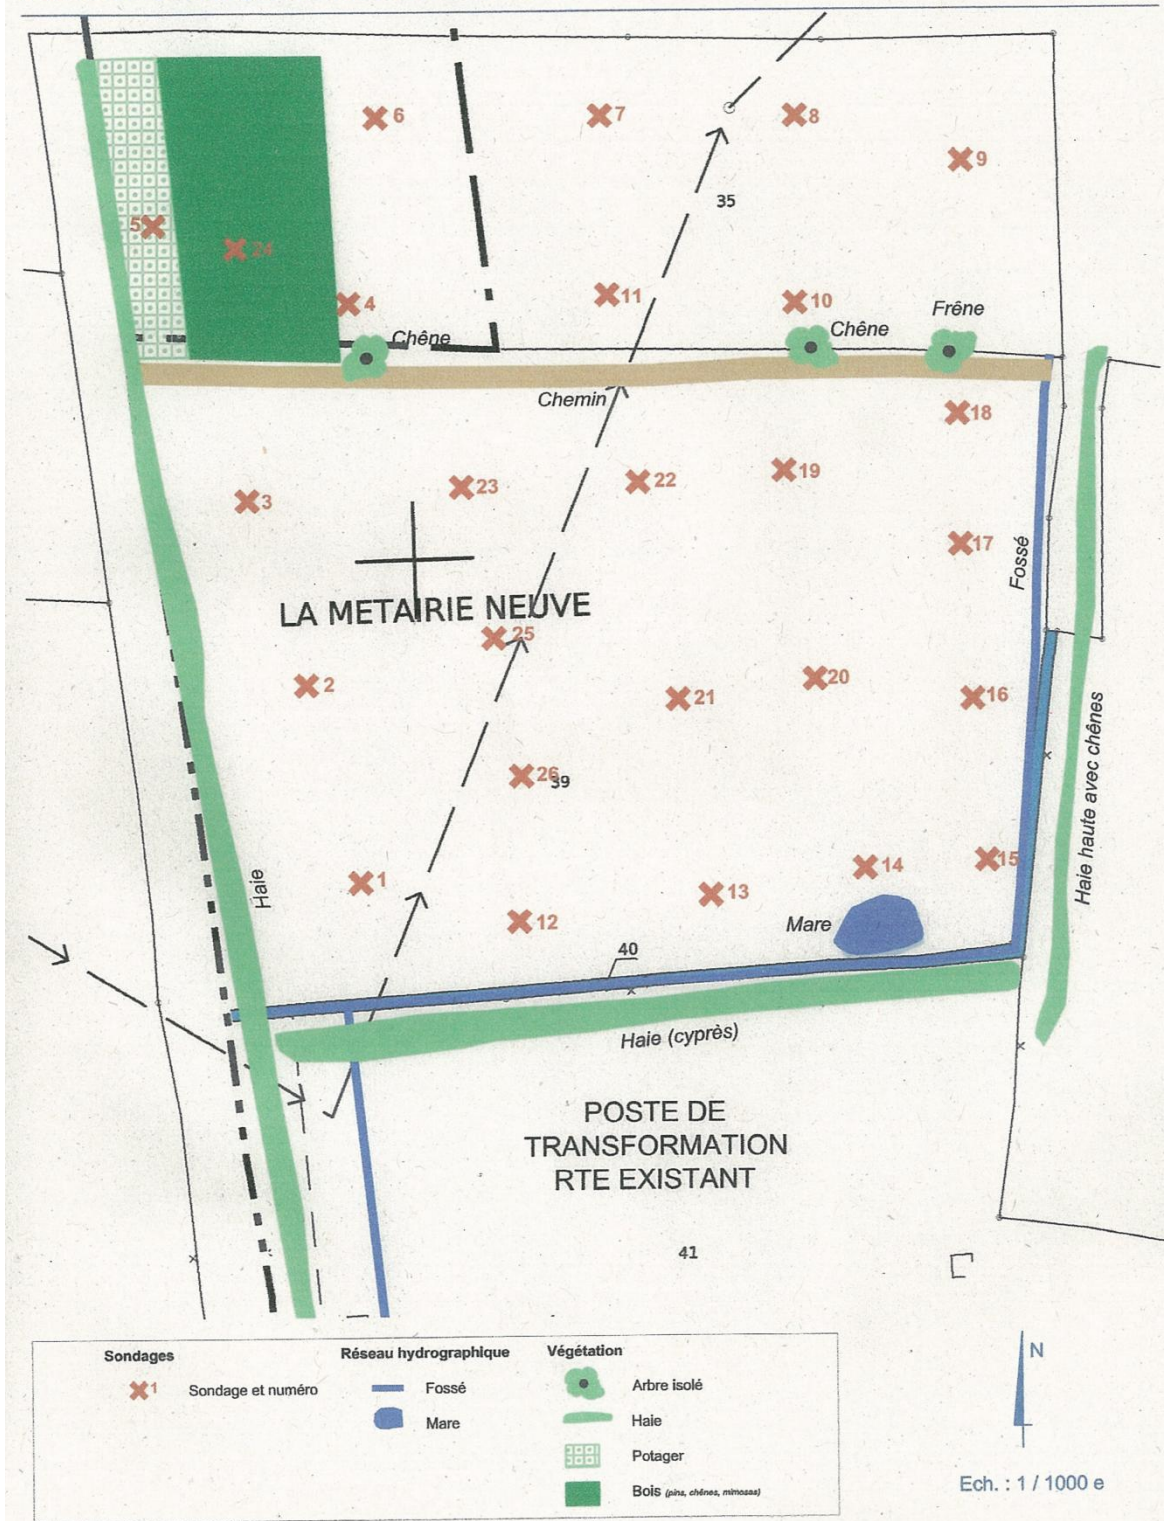 6
7
8
9
35
5
24
4
11
10
Frêne
Chêne
Chêne
Chemin
18
3
23
22
19
17
Fossé
LA METAIRIE NEUVE
25
2
21
20
16
26
39
Haie haute avec chênes
Haie
1
12
13
14
15
Mare
40
Haie (cyprès)
POSTE DE
TRANSFORMATION
RTE EXISTANT
41
Sondages
1
Sondage et numéro
Réseau hydrographique
Fossé
Mare
Végétation
Arbre isolé
Haie
Potager
Bois (pins, chênes, mimosas)
N
Ech. : 1 / 1000 e